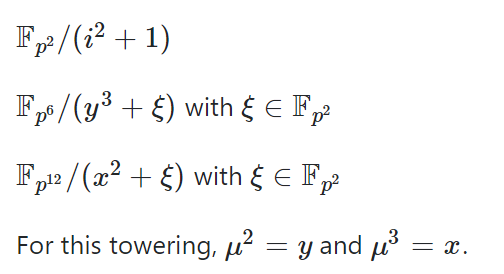 𝔽_{p^2}/(i^2 + 1)
𝔽_{p^6}/(y^3 + ξ) with ξ ∈ 𝔽_{p^2}
𝔽_{p^{12}}/(x^2 + ξ) with ξ ∈ 𝔽_{p^2}
For this towering, μ^2 = y and μ^3 = x.